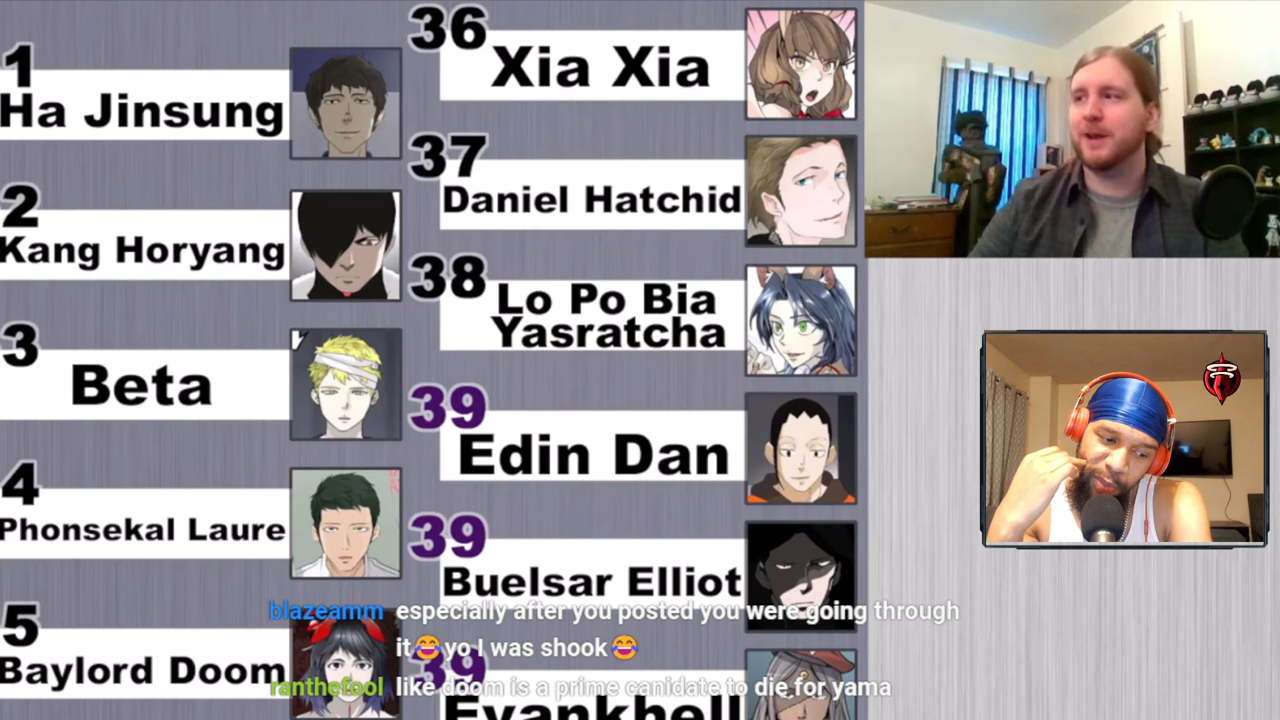 1
Ha Jinsung
2
Kang Horyang
3
Beta
4
Phonsekal Laure
5
Baylord Doom
36
Xia Xia
37
Daniel Hatchid
38
Lo Po Bia
Yasratcha
39
Edin Dan
39
Buelsar Elliot
39
Evankhell
blazeamm especially after you posted you were going through
it😂 yo I was shook😂
ranthefool like doom is a prime canidate to die for yama